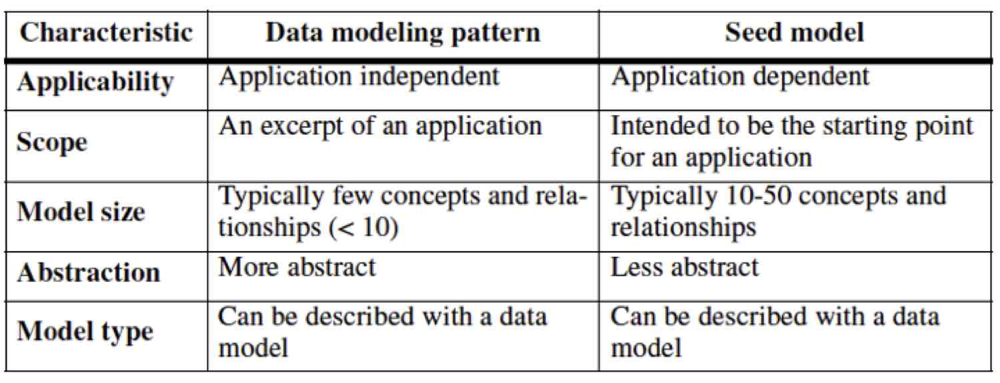 Characteristic Data modeling pattern Seed model
Applicability Application independent Application dependent
Scope An excerpt of an application Intended to be the starting point
for an application
Model size Typically few concepts and rela- Typically 10-50 concepts and
tionships (< 10) relationships
Abstraction More abstract Less abstract
Model type Can be described with a data Can be described with a data
model model